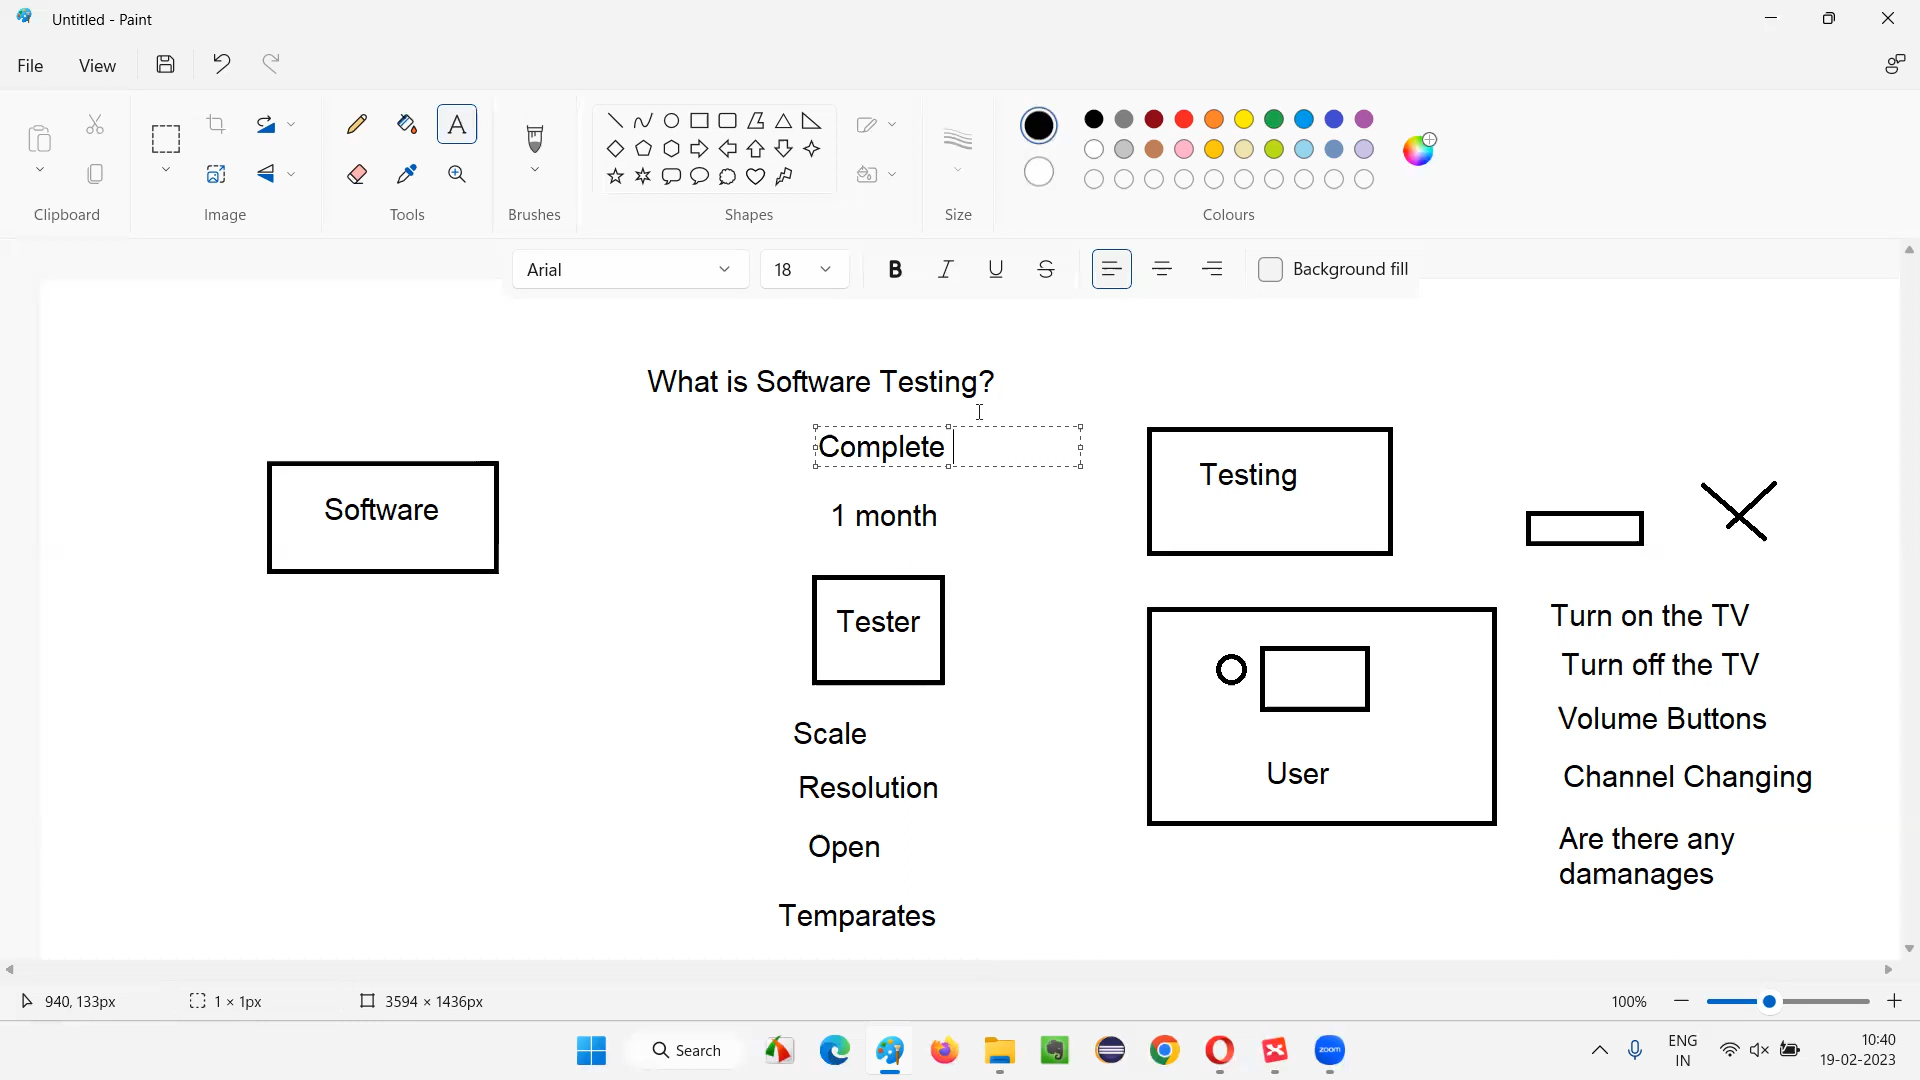 Untitled - Paint
File
View
Clipboard
Image
Tools
Brushes
Shapes
Size
Colours
Arial
18
B
I
U
S
Background fill
What is Software Testing?
Complete
1 month
Software
Testing
Tester
Scale
Resolution
Open
Temparates
User
Turn on the TV
Turn off the TV
Volume Buttons
Channel Changing
Are there any
damanages
940, 133px
1 × 1px
3594 × 1436px
100%
Search
zoom
ENG
IN
10:40
19-02-2023